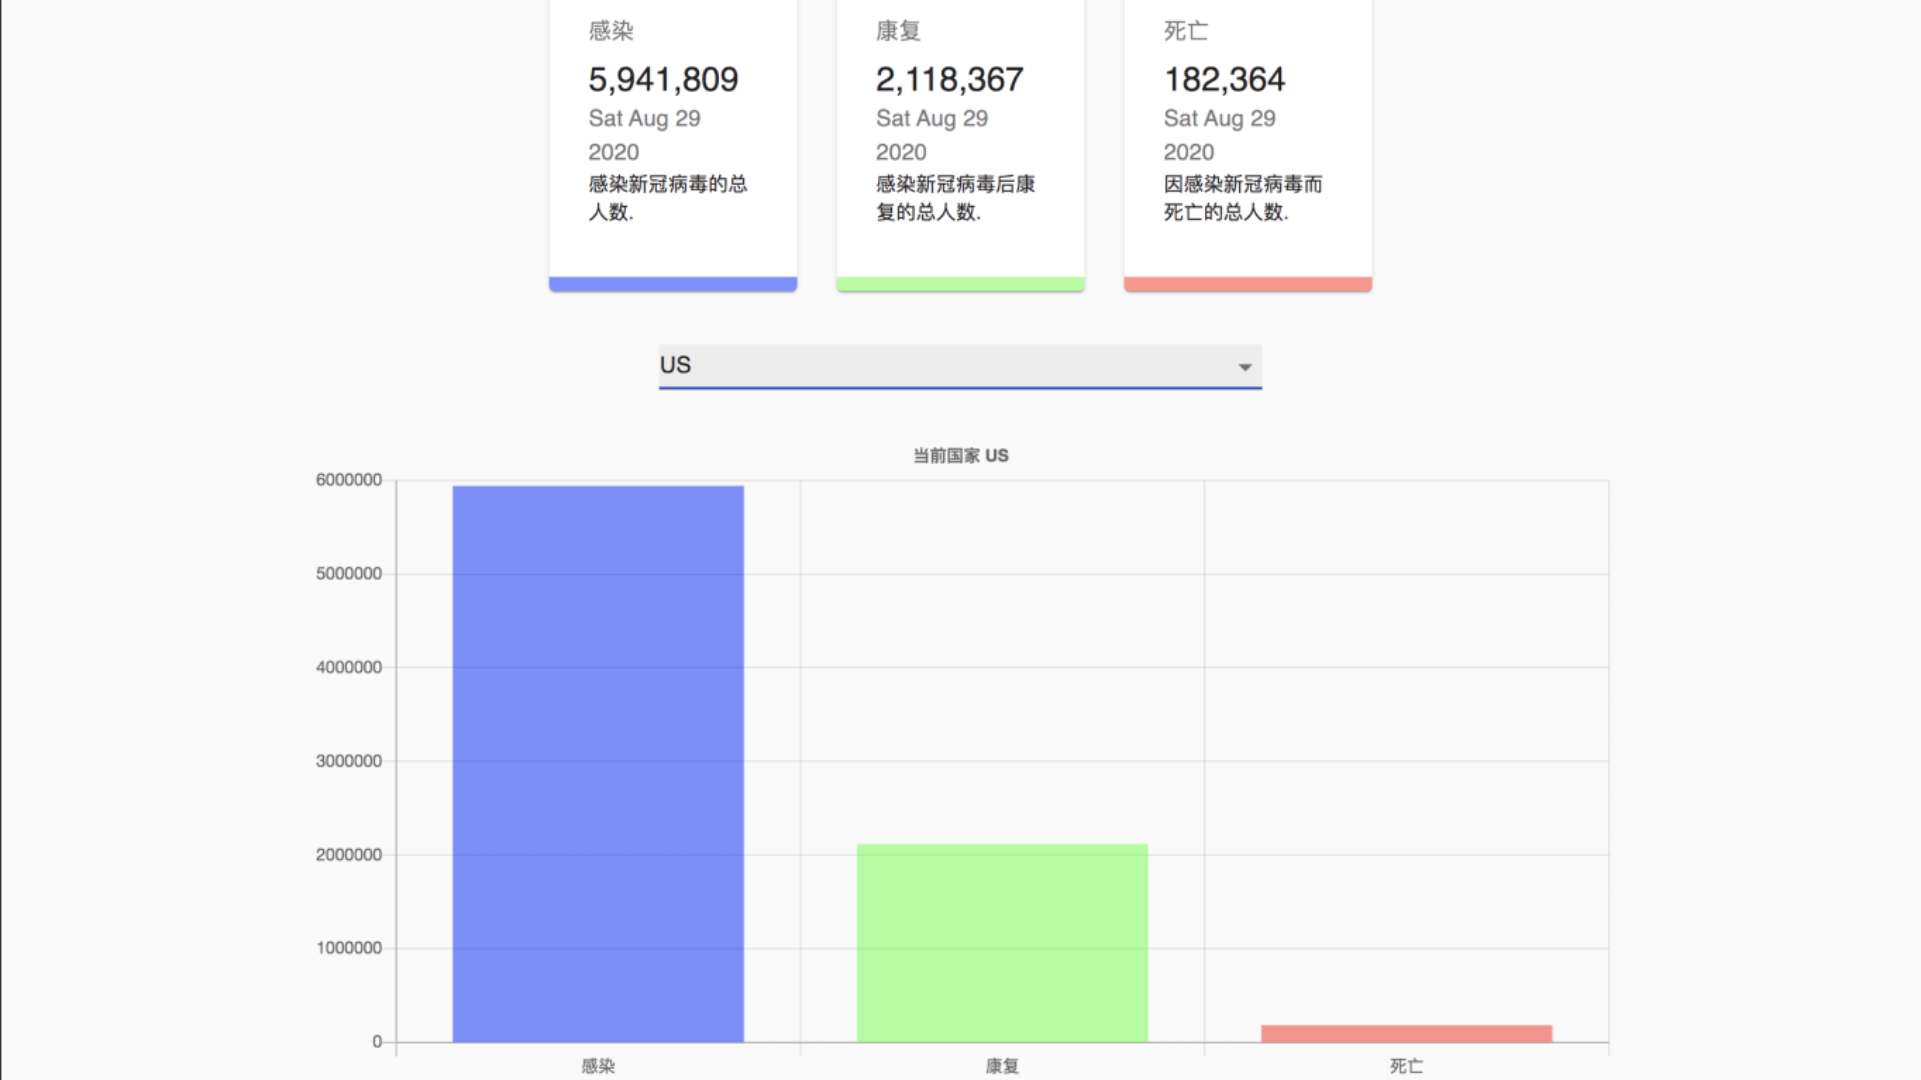 感染
5,941,809
Sat Aug 29
2020
感染新冠病毒的总
人数.
康复
2,118,367
Sat Aug 29
2020
感染新冠病毒后康
复的总人数.
死亡
182,364
Sat Aug 29
2020
因感染新冠病毒而
死亡的总人数.
US
当前国家 US
6000000
5000000
4000000
3000000
2000000
1000000
0
感染
康复
死亡